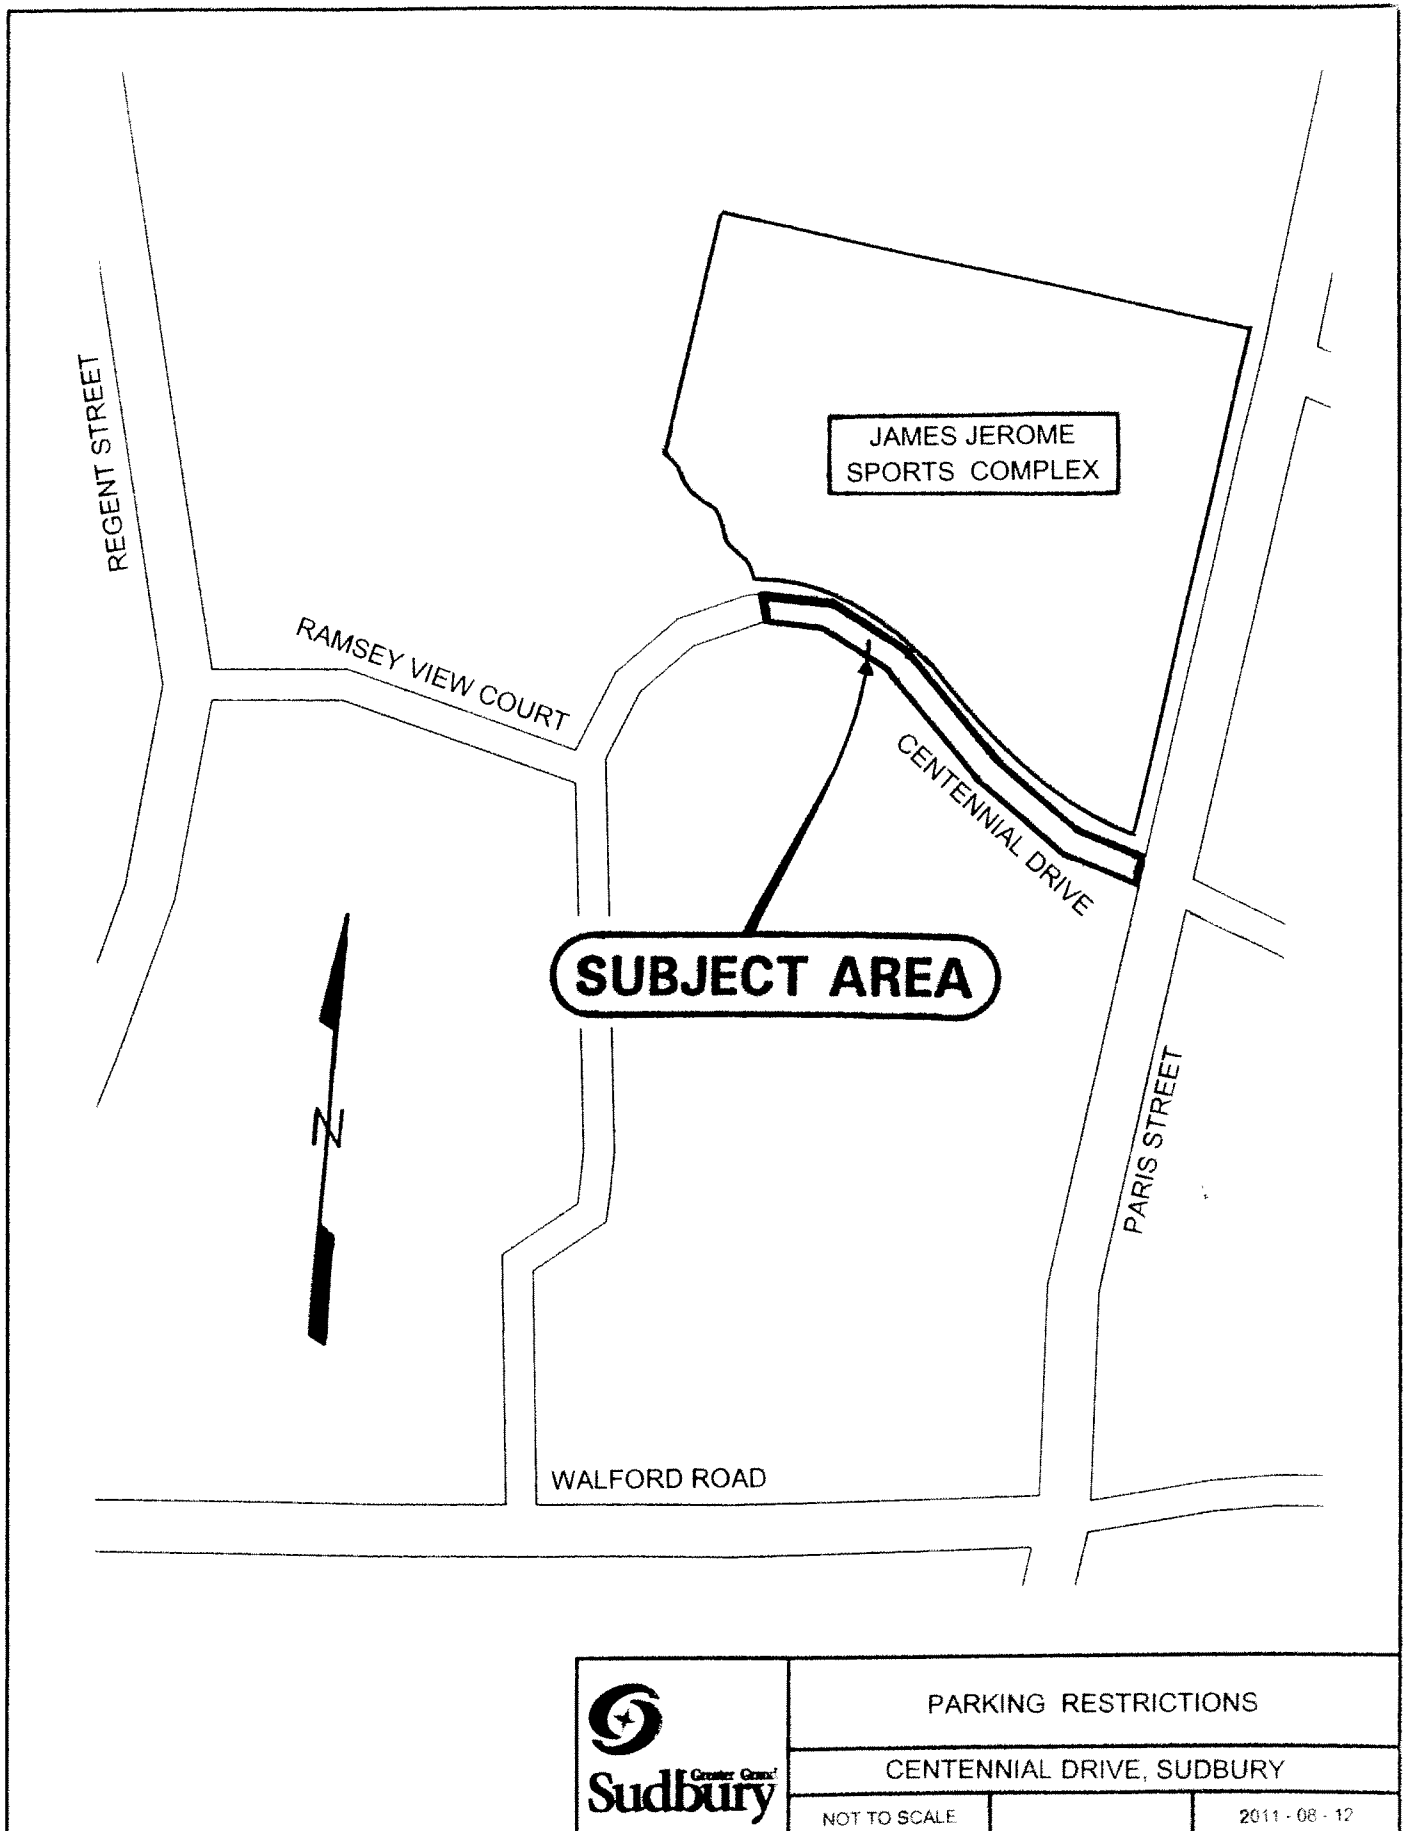 JAMES JEROME
SPORTS COMPLEX
REGENT STREET
RAMSEY VIEW COURT
CENTENNIAL DRIVE
SUBJECT AREA
N
PARIS STREET
WALFORD ROAD
Greater Grand
Sudbury
PARKING RESTRICTIONS
CENTENNIAL DRIVE, SUDBURY
NOT TO SCALE
2011 - 08 - 12